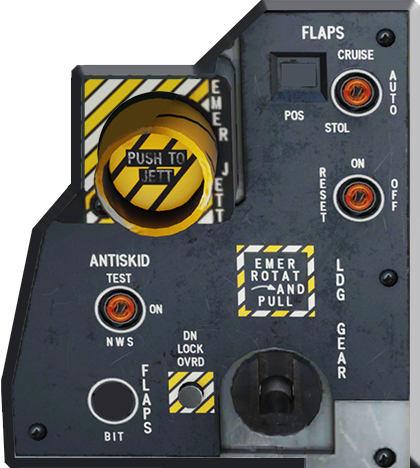 FLAPS
CRUISE
AUTO
POS
STOL
EMER JETT
PUSH TO
JETT
ON
RESET
OFF
ANTISKID
TEST
ON
NWS
EMER
ROTAT
AND
PULL
LDG GEAR
DN
LOCK
OVRD
FLAPS
BIT